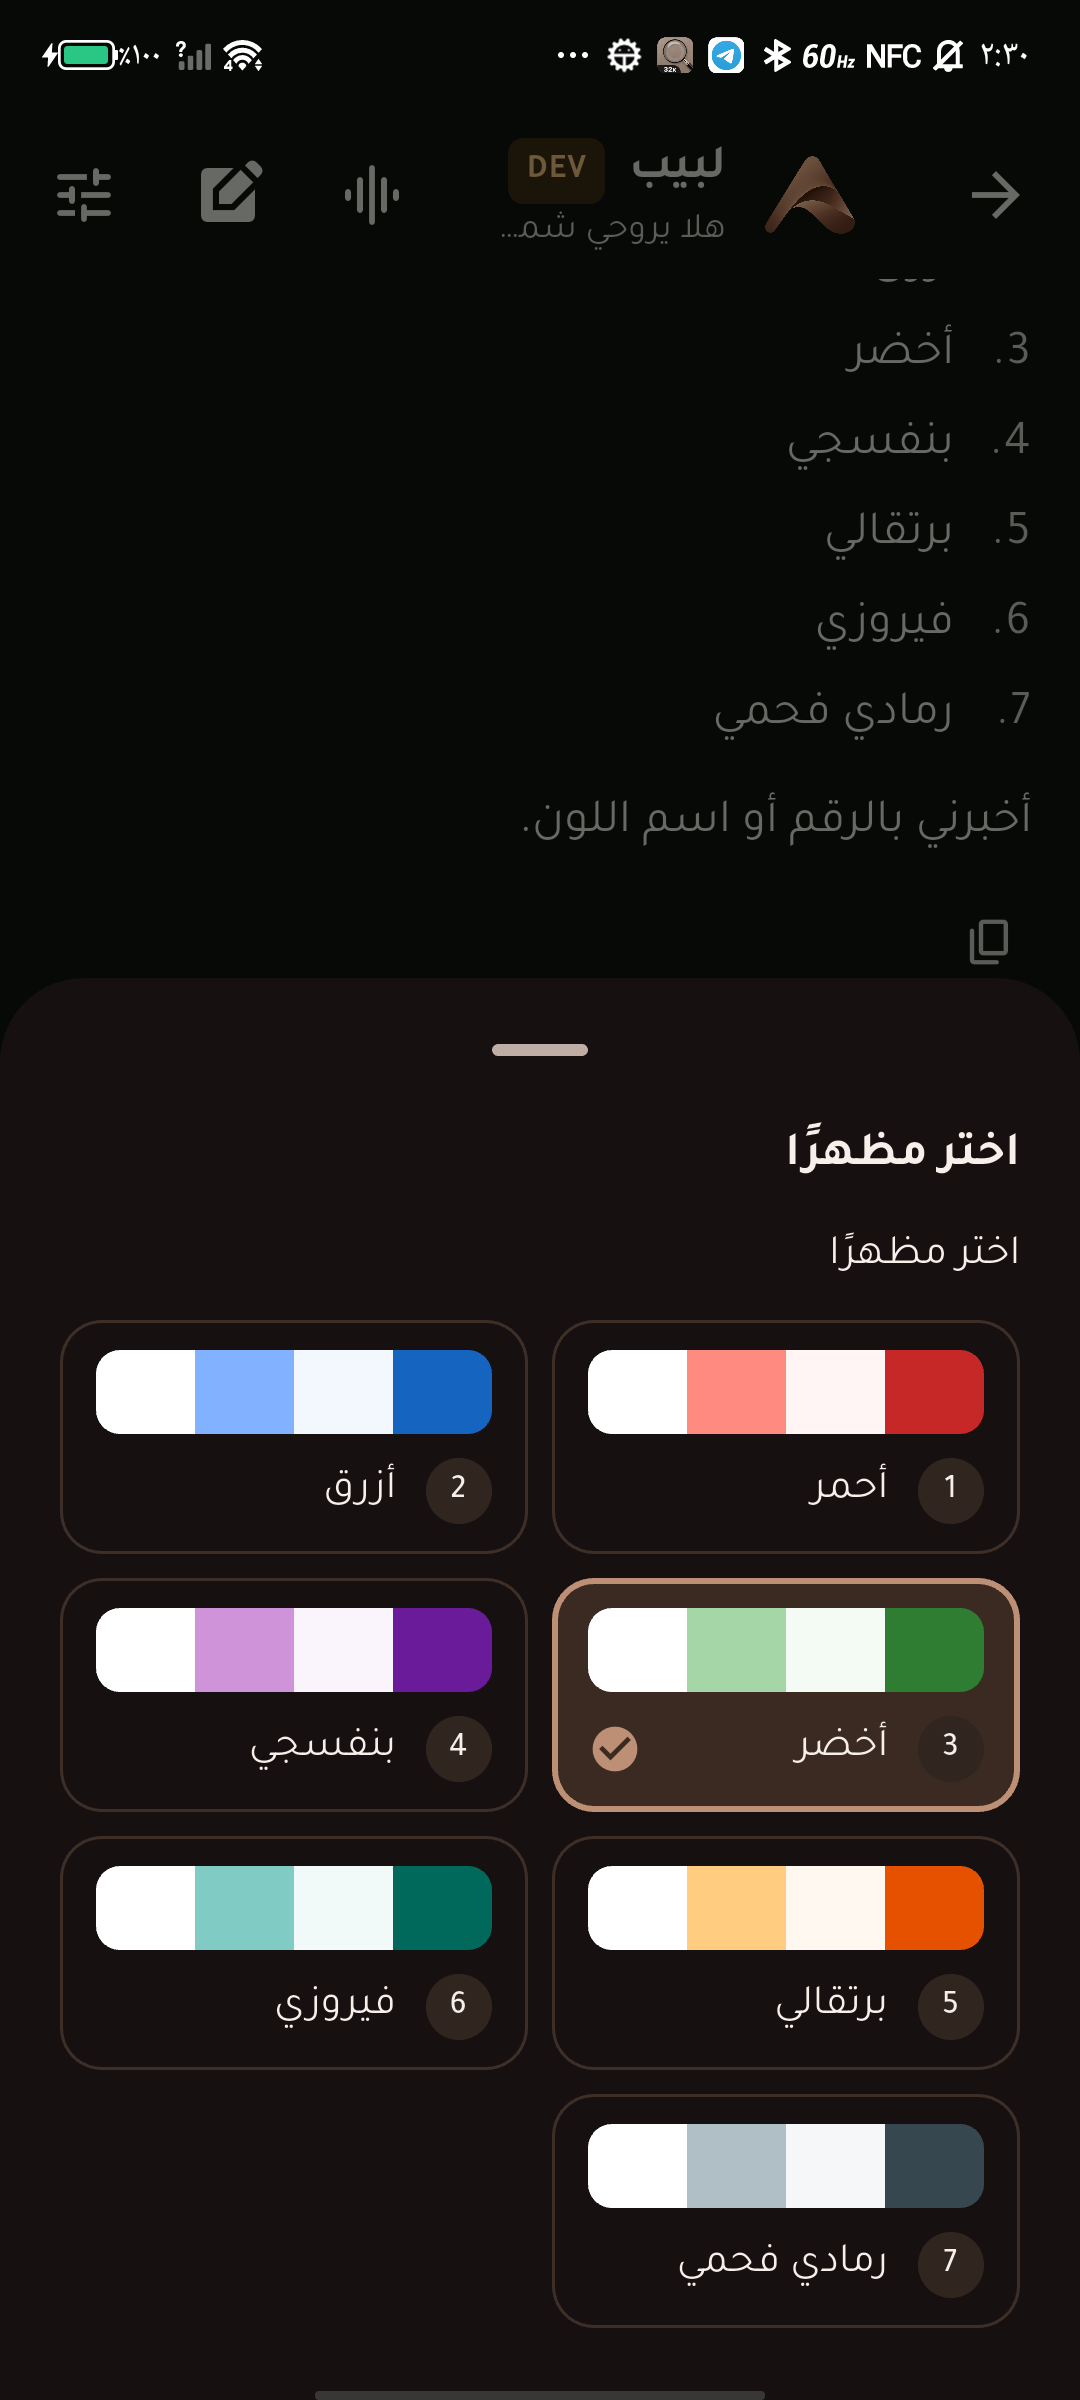 ٪١٠٠ ? 4 ... 32K 60Hz NFC ٢:٣٠
لبيب DEV
هلا يروحي شم...
3. أخضر
4. بنفسجي
5. برتقالي
6. فيروزي
7. رمادي فحمي
أخبرني بالرقم أو اسم اللون.
اختر مظهرًا
اختر مظهرًا
1 أحمر
2 أزرق
3 أخضر
4 بنفسجي
5 برتقالي
6 فيروزي
7 رمادي فحمي